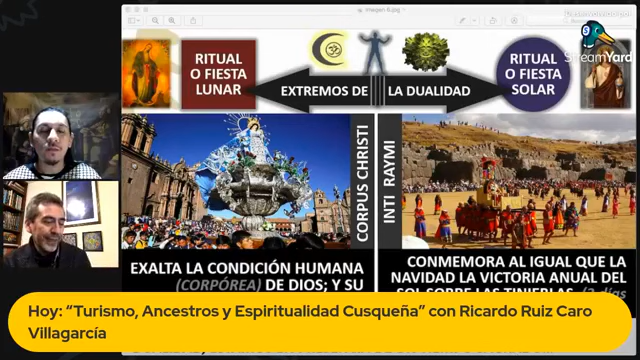 imagen 6.jpg
StreamYard
RITUAL
O FIESTA
LUNAR
EXTREMOS DE LA DUALIDAD
RITUAL
O FIESTA
SOLAR
CORPUS CHRISTI
INTI RAYMI
EXALTA LA CONDICIÓN HUMANA
(CORPÓREA) DE DIOS; Y SU
CONMEMORA AL IGUAL QUE LA
NAVIDAD LA VICTORIA ANUAL DEL
SOL SOBRE LAS TINIEBLAS
Hoy: “Turismo, Ancestros y Espiritualidad Cusqueña” con Ricardo Ruiz Caro
Villagarcía